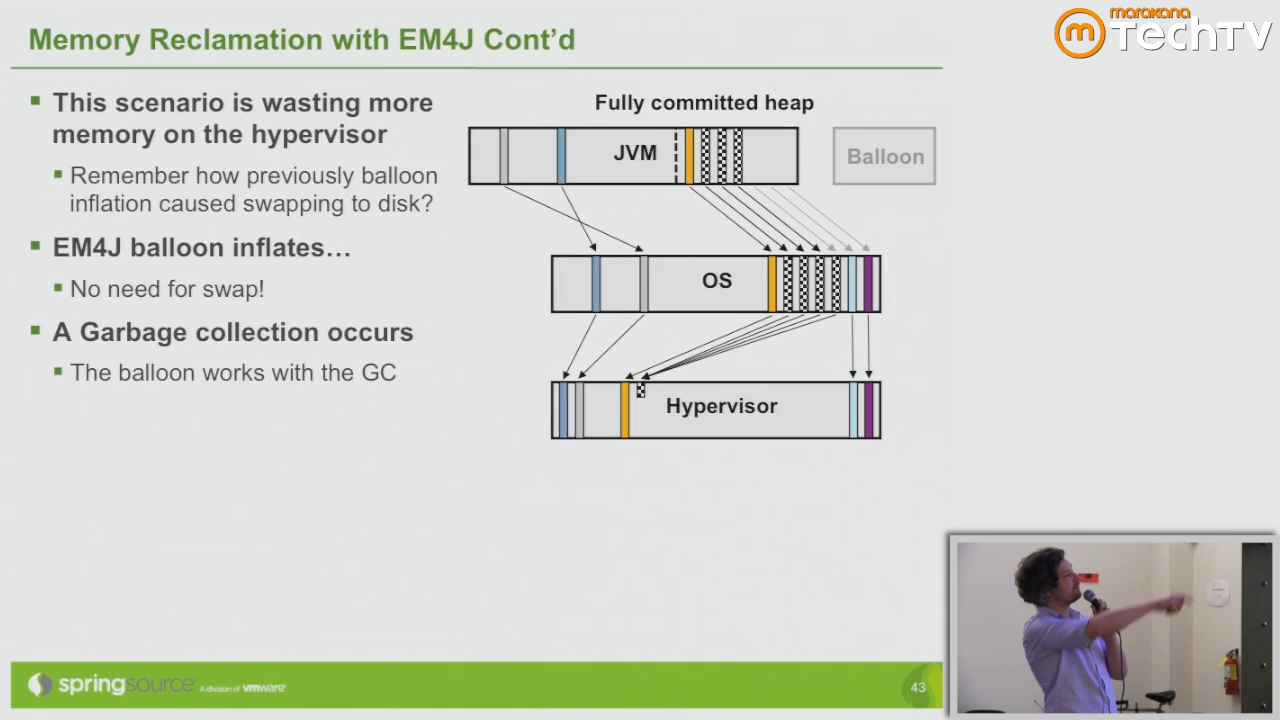 Memory Reclamation with EM4J Cont'd
marakana
m TechTV
This scenario is wasting more
memory on the hypervisor
Remember how previously balloon
inflation caused swapping to disk?
EM4J balloon inflates…
No need for swap!
A Garbage collection occurs
The balloon works with the GC
Fully committed heap
JVM
Balloon
OS
Hypervisor
springsource A division of vmware
43